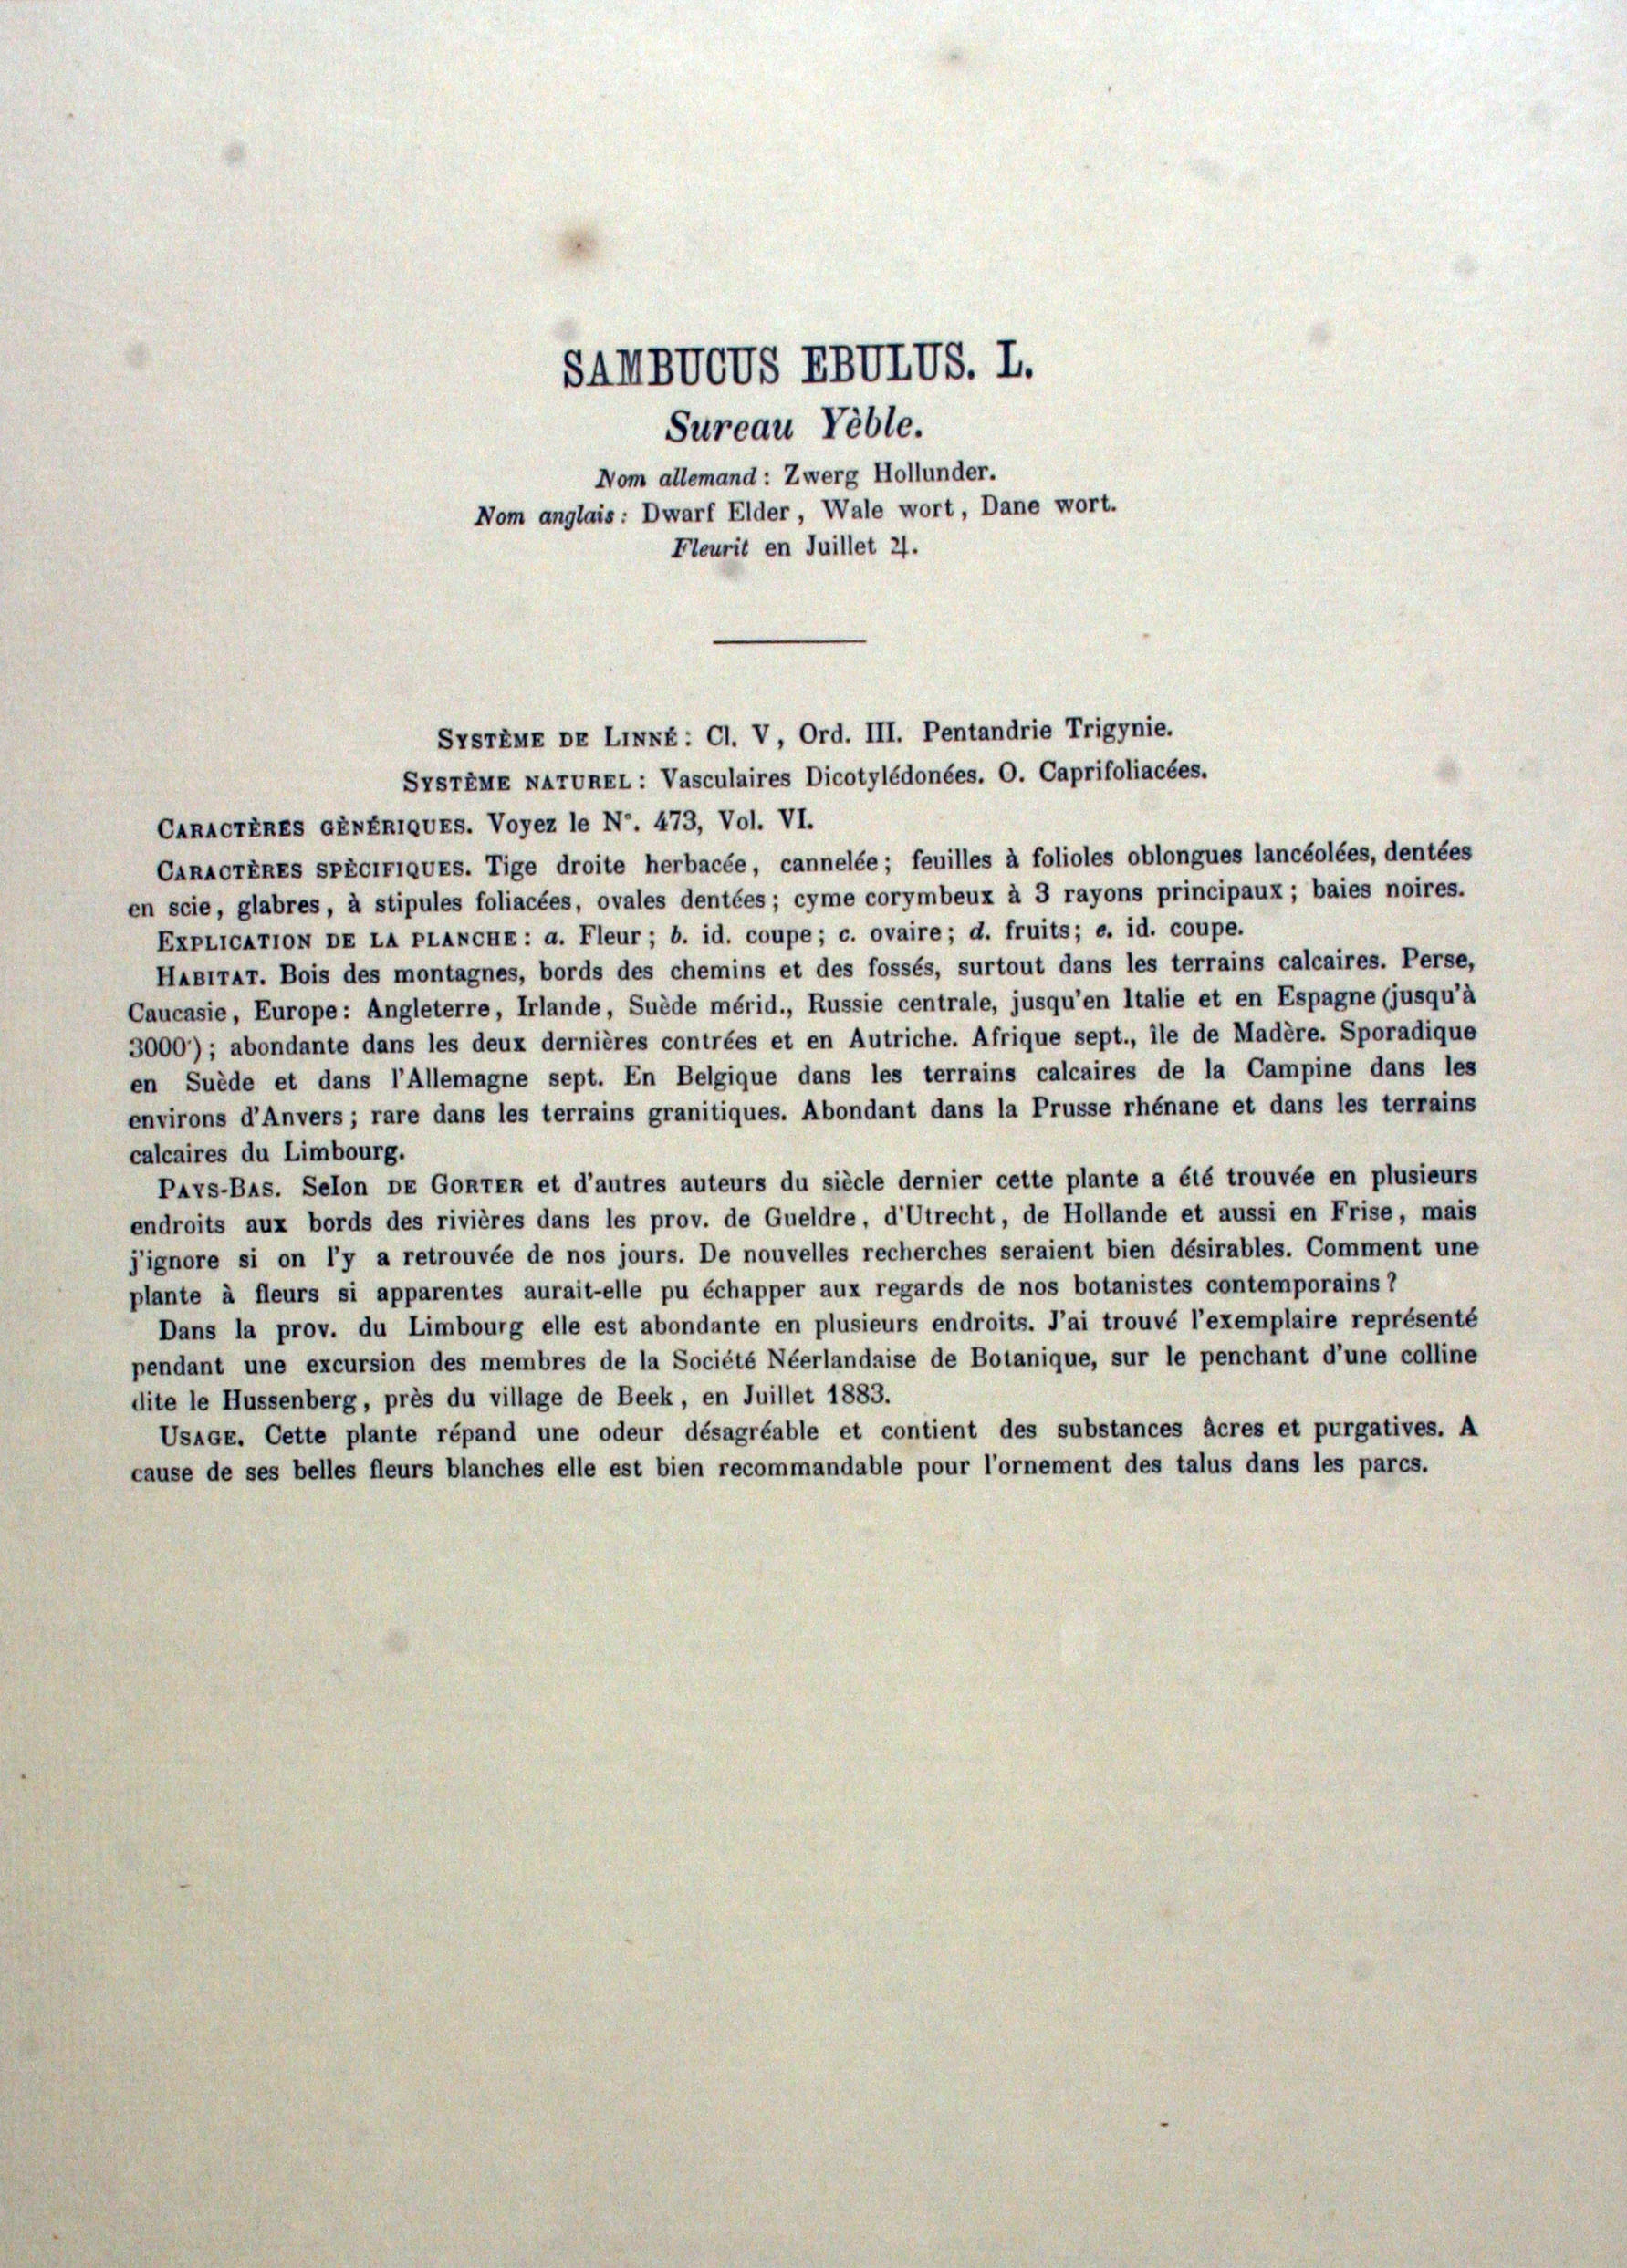 SAMBUCUS EBULUS. L.
Sureau Yèble.
Nom allemand: Zwerg Hollunder.
Nom anglais: Dwarf Elder, Wale wort, Dane wort.
Fleurit en Juillet ♃.
SYSTÈME DE LINNÉ: Cl. V, Ord. III. Pentandrie Trigynie.
SYSTÈME NATUREL: Vasculaires Dicotylédonées. O. Caprifoliacées.
CARACTÈRES GÉNÉRIQUES. Voyez le N°. 473, Vol. VI.
CARACTÈRES SPÉCIFIQUES. Tige droite herbacée, cannelée; feuilles à folioles oblongues lancéolées, dentées
en scie, glabres, à stipules foliacées, ovales dentées; cyme corymbeux à 3 rayons principaux; baies noires.
EXPLICATION DE LA PLANCHE: a. Fleur; b. id. coupe; c. ovaire; d. fruits; e. id. coupe.
HABITAT. Bois des montagnes, bords des chemins et des fossés, surtout dans les terrains calcaires. Perse,
Caucasie, Europe: Angleterre, Irlande, Suède mérid., Russie centrale, jusqu'en Italie et en Espagne (jusqu'à
3000'); abondante dans les deux dernières contrées et en Autriche. Afrique sept., île de Madère. Sporadique
en Suède et dans l'Allemagne sept. En Belgique dans les terrains calcaires de la Campine dans les
environs d'Anvers; rare dans les terrains granitiques. Abondant dans la Prusse rhénane et dans les terrains
calcaires du Limbourg.
PAYS-BAS. Selon DE GORTER et d'autres auteurs du siècle dernier cette plante a été trouvée en plusieurs
endroits aux bords des rivières dans les prov. de Gueldre, d'Utrecht, de Hollande et aussi en Frise, mais
j'ignore si on l'y a retrouvée de nos jours. De nouvelles recherches seraient bien désirables. Comment une
plante à fleurs si apparentes aurait-elle pu échapper aux regards de nos botanistes contemporains?
Dans la prov. du Limbourg elle est abondante en plusieurs endroits. J'ai trouvé l'exemplaire représenté
pendant une excursion des membres de la Société Néerlandaise de Botanique, sur le penchant d'une colline
dite le Hussenberg, près du village de Beek, en Juillet 1883.
USAGE. Cette plante répand une odeur désagréable et contient des substances âcres et purgatives. A
cause de ses belles fleurs blanches elle est bien recommandable pour l'ornement des talus dans les parcs.